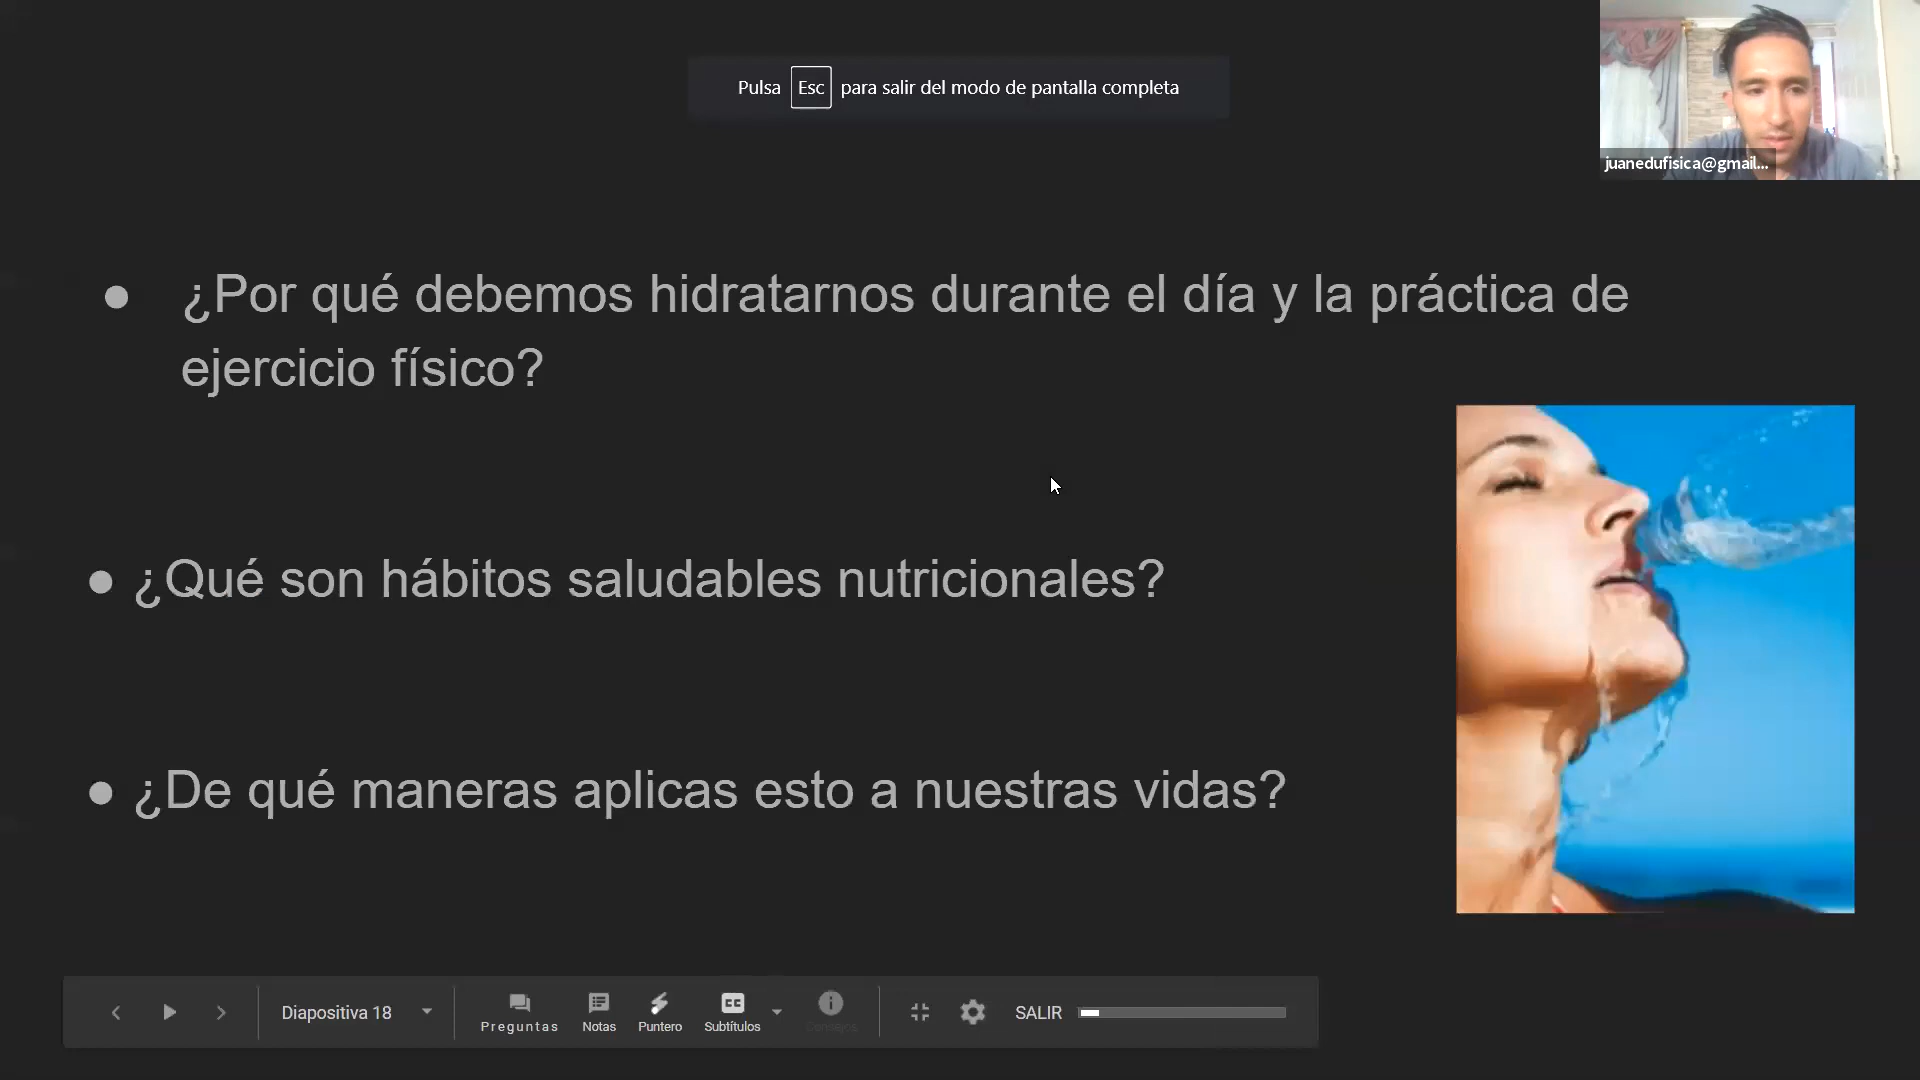 Pulsa Esc para salir del modo de pantalla completa
juanedufisica@gmail...
● ¿Por qué debemos hidratarnos durante el día y la práctica de
ejercicio físico?
● ¿Qué son hábitos saludables nutricionales?
● ¿De qué maneras aplicas esto a nuestras vidas?
Diapositiva 18
Preguntas
Notas
Puntero
Subtítulos
Consejos
SALIR